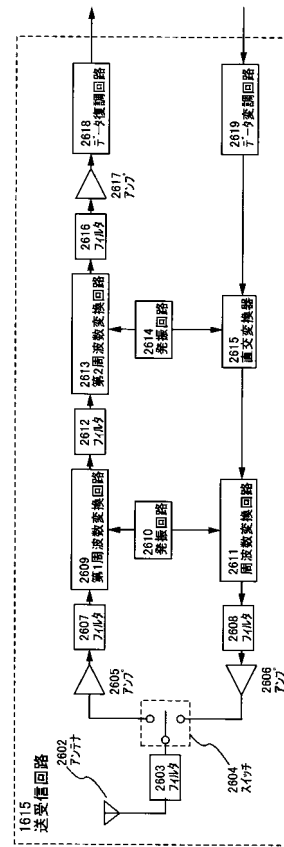 1615
送受信回路
2602
アンテナ
2603
フィルタ
2604
スイッチ
2605
アンプ
2607
フィルタ
2609
第1周波数変換回路
2612
フィルタ
2613
第2周波数変換回路
2616
フィルタ
2617
アンプ
2618
データ復調回路
2610
発振回路
2614
発振回路
2606
アンプ
2608
フィルタ
2611
周波数変換回路
2615
直交変換器
2619
データ変調回路